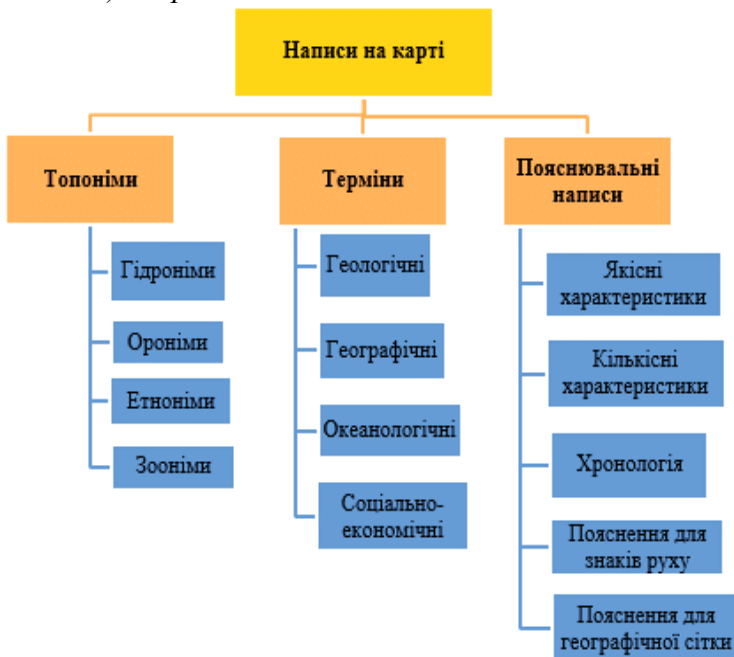 Написи на карті
Топоніми
Гідроніми
Ороніми
Етноніми
Зооніми
Терміни
Геологічні
Географічні
Океанологічні
Соціально-
економічні
Пояснювальні
написи
Якісні
характеристики
Кількісні
характеристики
Хронологія
Пояснення для
знаків руху
Пояснення для
географічної сітки